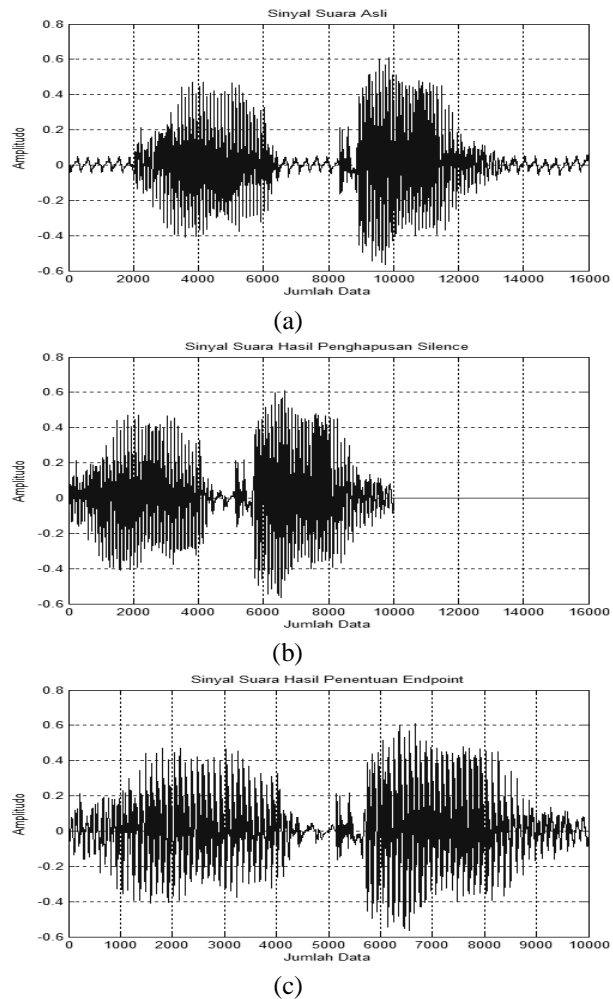 Sinyal Suara Asli
0.8
0.6
0.4
0.2
0
-0.2
-0.4
-0.6
Amplitudo
0 2000 4000 6000 8000 10000 12000 14000 16000
Jumlah Data
(a)
Sinyal Suara Hasil Penghapusan Silence
0.8
0.6
0.4
0.2
0
-0.2
-0.4
-0.6
Amplitudo
0 2000 4000 6000 8000 10000 12000 14000 16000
Jumlah Data
(b)
Sinyal Suara Hasil Penentuan Endpoint
0.8
0.6
0.4
0.2
0
-0.2
-0.4
-0.6
Amplitudo
0 1000 2000 3000 4000 5000 6000 7000 8000 9000 10000
Jumlah Data
(c)